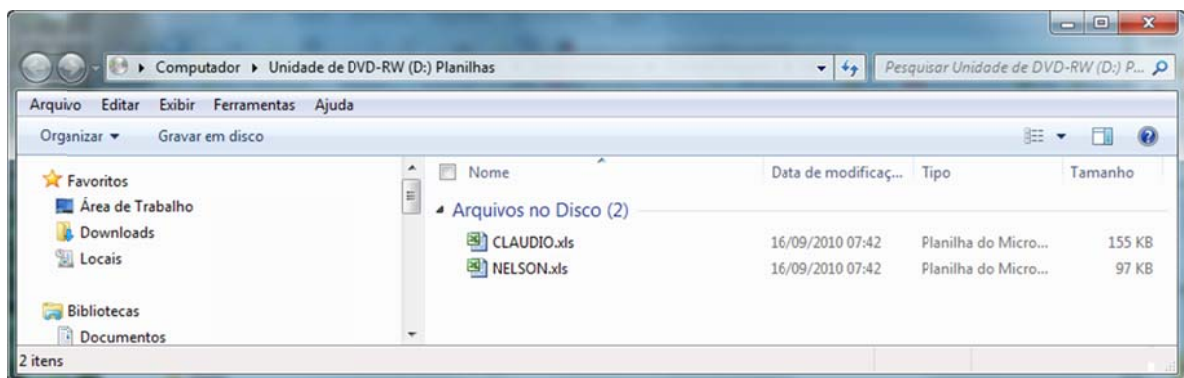 Computador ▸ Unidade de DVD-RW (D:) Planilhas
Pesquisar Unidade de DVD-RW (D:) P...
Arquivo Editar Exibir Ferramentas Ajuda
Organizar Gravar em disco
Favoritos
Área de Trabalho
Downloads
Locais
Bibliotecas
Documentos
Nome Data de modificaç... Tipo Tamanho
Arquivos no Disco (2)
CLAUDIO.xls 16/09/2010 07:42 Planilha do Micro... 155 KB
NELSON.xls 16/09/2010 07:42 Planilha do Micro... 97 KB
2 itens